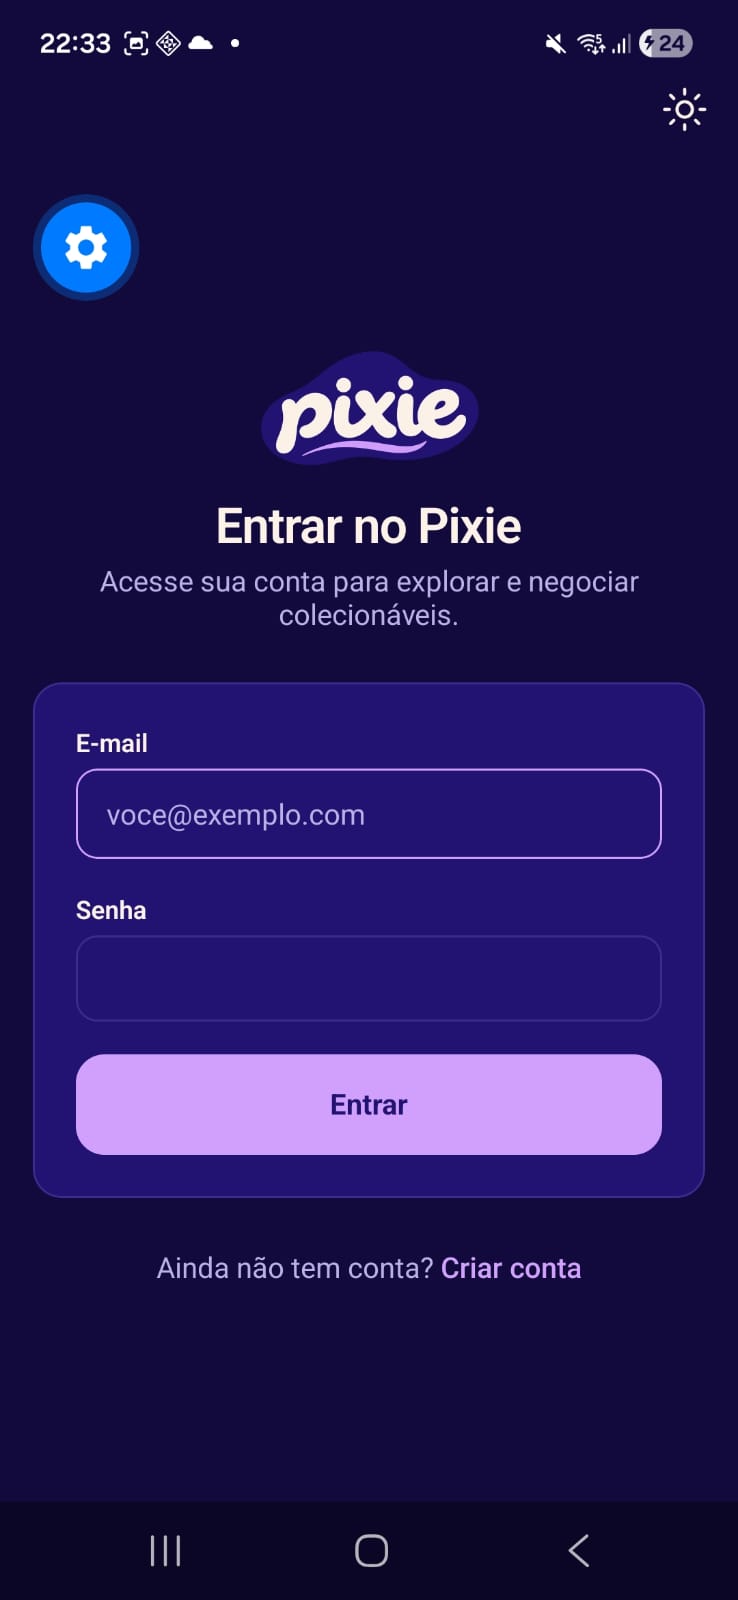 22:33
5
24
pixie
Entrar no Pixie
Acesse sua conta para explorar e negociar
colecionáveis.
E-mail
voce@exemplo.com
Senha
Entrar
Ainda não tem conta? Criar conta